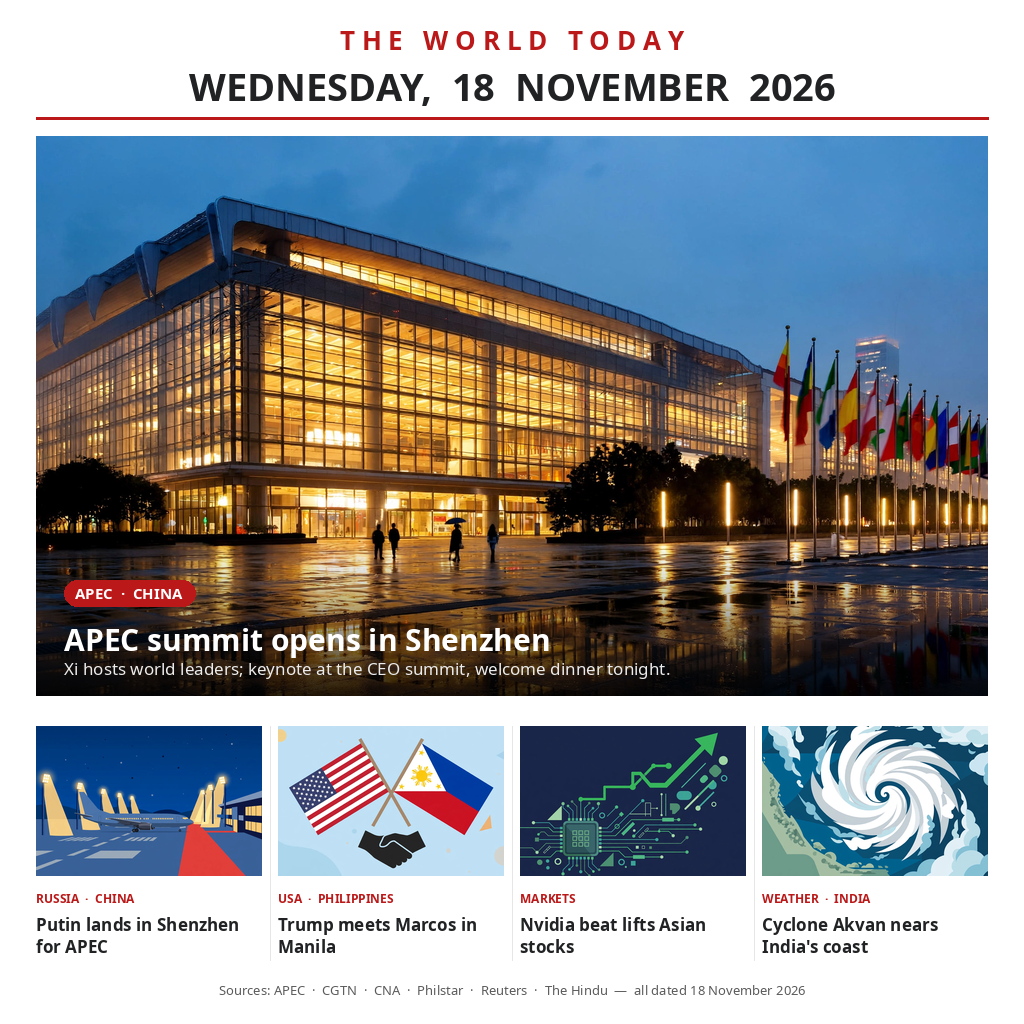 THE WORLD TODAY
WEDNESDAY, 18 NOVEMBER 2026
APEC · CHINA
APEC summit opens in Shenzhen
Xi hosts world leaders; keynote at the CEO summit, welcome dinner tonight.
RUSSIA · CHINA
Putin lands in Shenzhen
for APEC
USA · PHILIPPINES
Trump meets Marcos in
Manila
MARKETS
Nvidia beat lifts Asian
stocks
WEATHER · INDIA
Cyclone Akvan nears
India's coast
Sources: APEC · CGTN · CNA · Philstar · Reuters · The Hindu — all dated 18 November 2026